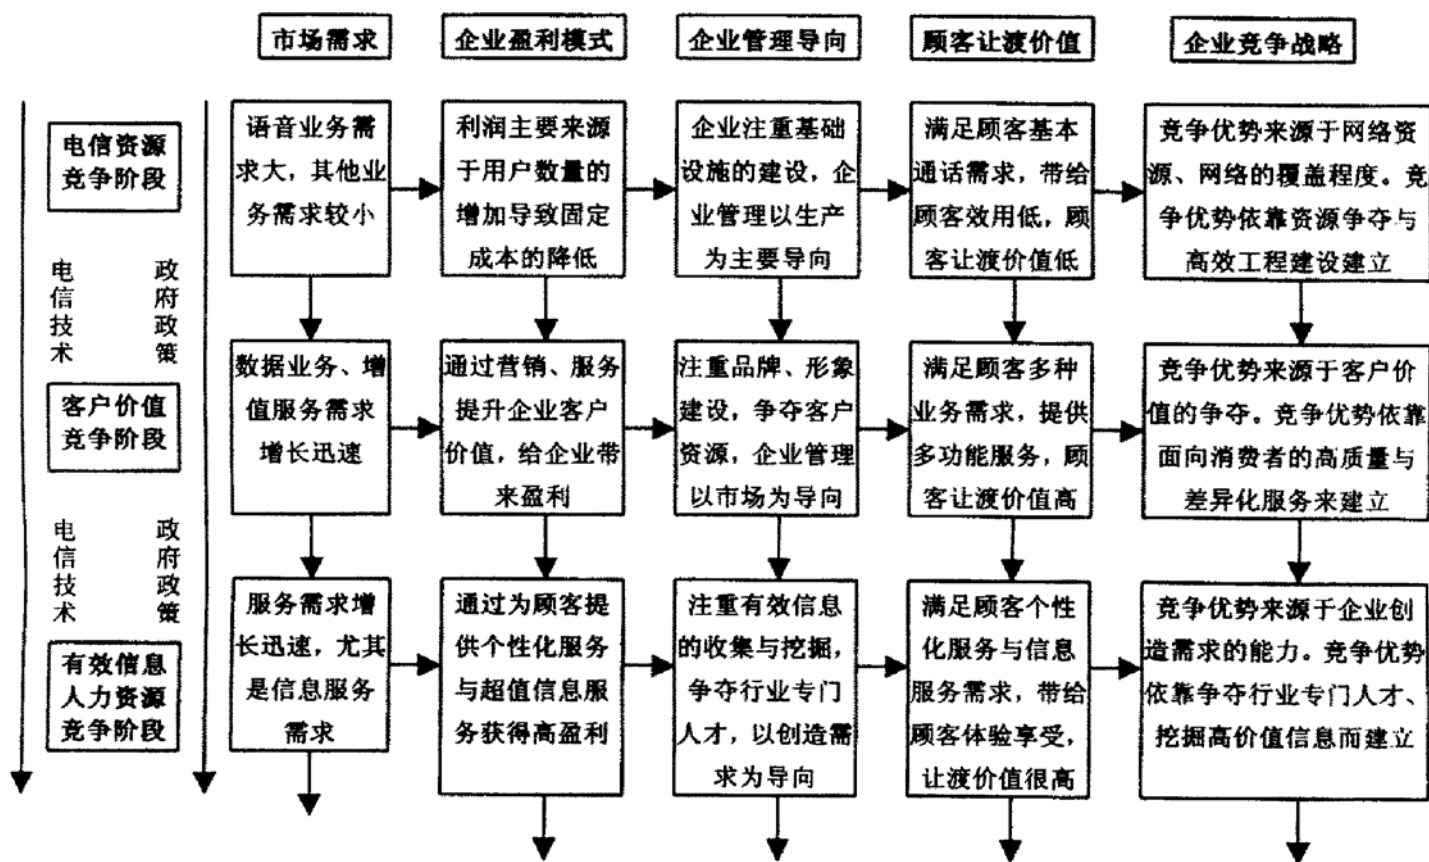 市场需求
企业盈利模式
企业管理导向
顾客让渡价值
企业竞争战略
电信资源
竞争阶段
语音业务需
求大，其他业
务需求较小
利润主要来源
于用户数量的
增加导致固定
成本的降低
企业注重基础
设施的建设，企
业管理以生产
为主要导向
满足顾客基本
通话需求，带给
顾客效用低，顾
客让渡价值低
竞争优势来源于网络资
源、网络的覆盖程度。竞
争优势依靠资源争夺与
高效工程建设建立
电信技术
政府政策
客户价值
竞争阶段
数据业务、增
值服务需求
增长迅速
通过营销、服务
提升企业客户
价值，给企业带
来盈利
注重品牌、形象
建设，争夺客户
资源，企业管理
以市场为导向
满足顾客多种
业务需求，提供
多功能服务，顾
客让渡价值高
竞争优势来源于客户价
值的争夺。竞争优势依靠
面向消费者的高质量与
差异化服务来建立
电信技术
政府政策
有效信息
人力资源
竞争阶段
服务需求增
长迅速，尤其
是信息服务
需求
通过为顾客提
供个性化服务
与超值信息服
务获得高盈利
注重有效信息
的收集与挖掘，
争夺行业专门
人才，以创造需
求为导向
满足顾客个性
化服务与信息
服务需求，带给
顾客体验享受，
让渡价值很高
竞争优势来源于企业创
造需求的能力。竞争优势
依靠争夺行业专门人才、
挖掘高价值信息而建立